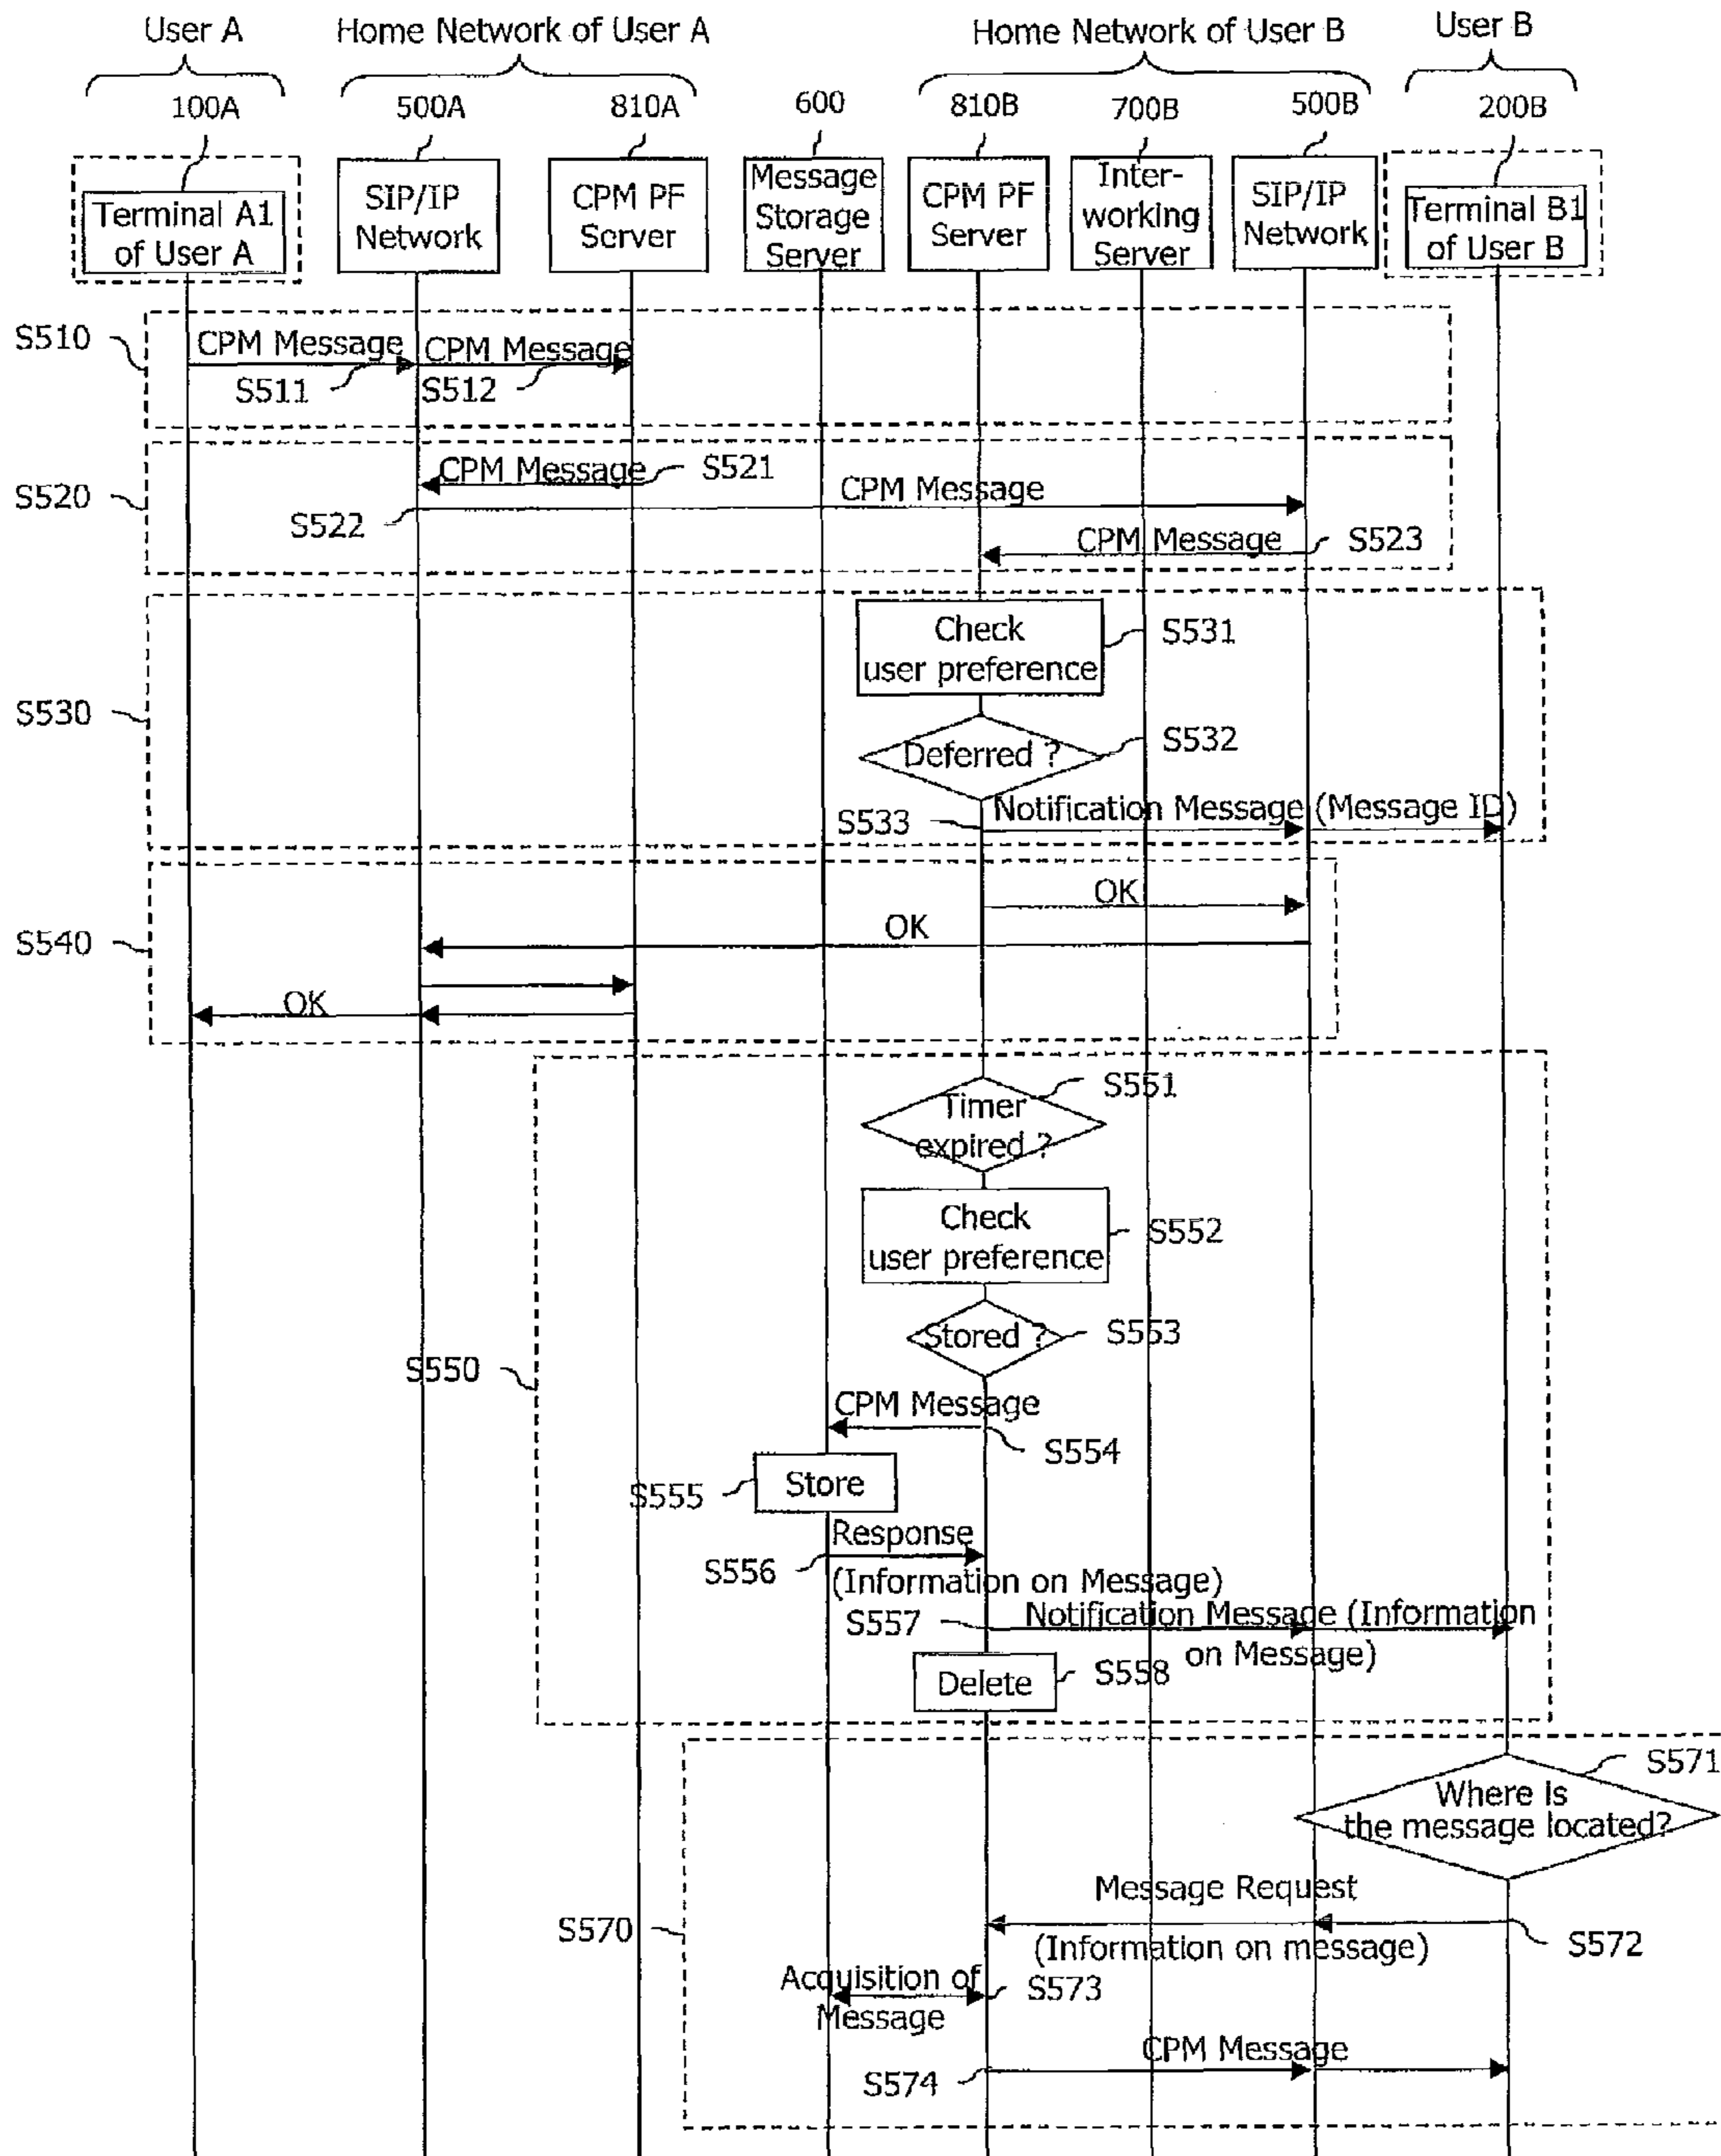 User A
Home Network of User A
Home Network of User B
User B
100A
500A
810A
600
810B
700B
500B
200B
Terminal A1
of User A
SIP/IP
Network
CPM PF
Server
Message
Storage
Server
CPM PF
Server
Inter-
working
Server
SIP/IP
Network
Terminal B1
of User B
S510
CPM Message
CPM Message
S511
S512
S520
CPM Message
S521
CPM Message
S522
CPM Message
S523
S530
Check
user preference
S531
Deferred ?
S532
S533
Notification Message (Message ID)
S540
OK
OK
OK
S550
Timer
expired ?
S551
Check
user preference
S552
Stored ?
S553
CPM Message
S554
S555
Store
Response
S556
(Information on Message)
S557
Notification Message (Information
on Message)
Delete
S558
S570
Where is
the message located?
S571
Message Request
(Information on message)
S572
Acquisition of
Message
S573
CPM Message
S574